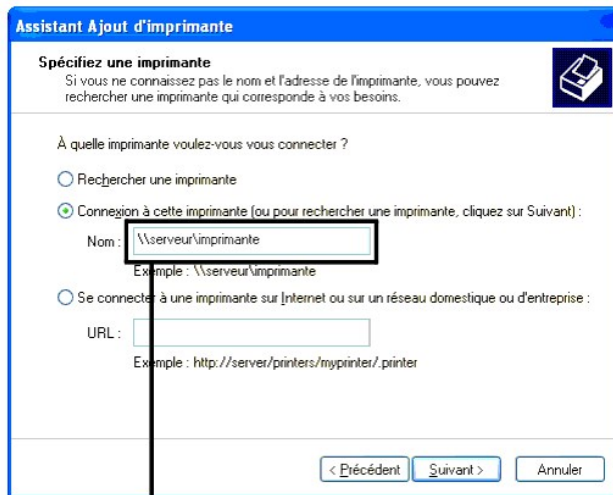 Assistant Ajout d'imprimante
Spécifiez une imprimante
Si vous ne connaissez pas le nom et l'adresse de l'imprimante, vous pouvez
rechercher une imprimante qui corresponde à vos besoins.
À quelle imprimante voulez-vous vous connecter ?
Rechercher une imprimante
Connexion à cette imprimante (ou pour rechercher une imprimante, cliquez sur Suivant) :
Nom : \\serveur\imprimante
Exemple : \\serveur\imprimante
Se connecter à une imprimante sur Internet ou sur un réseau domestique ou d'entreprise :
URL :
Exemple : http://server/printers/myprinter/.printer
< Précédent Suivant > Annuler